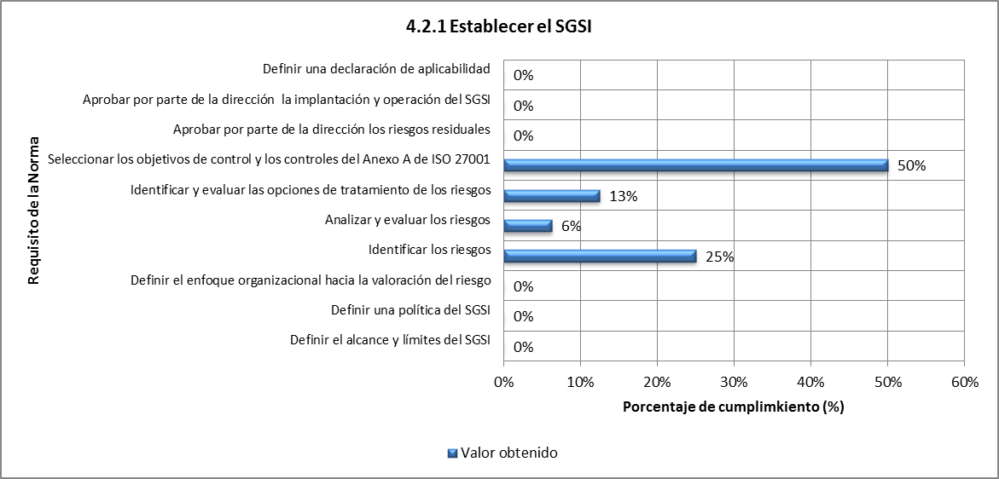 4.2.1 Establecer el SGSI
Requisito de la Norma
Definir una declaración de aplicabilidad
0%
Aprobar por parte de la dirección  la implantación y operación del SGSI
0%
Aprobar por parte de la dirección los riesgos residuales
0%
Seleccionar los objetivos de control y los controles del Anexo A de ISO 27001
50%
Identificar y evaluar las opciones de tratamiento de los riesgos
13%
Analizar y evaluar los riesgos
6%
Identificar los riesgos
25%
Definir el enfoque organizacional hacia la valoración del riesgo
0%
Definir una política del SGSI
0%
Definir el alcance y límites del SGSI
0%
0% 10% 20% 30% 40% 50% 60%
Porcentaje de cumplimkiento (%)
Valor obtenido